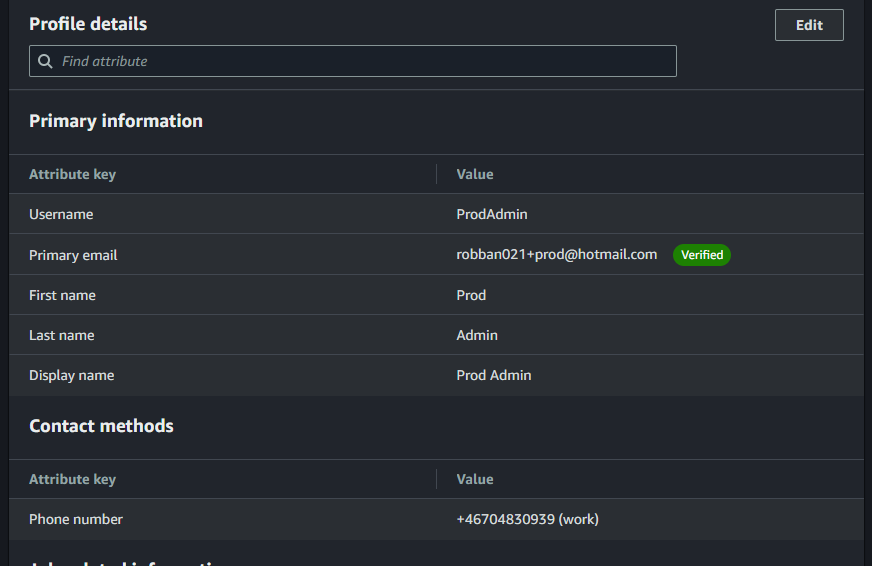 Profile details
Edit
Find attribute
Primary information
Attribute key Value
Username ProdAdmin
Primary email robban021+prod@hotmail.com Verified
First name Prod
Last name Admin
Display name Prod Admin
Contact methods
Attribute key Value
Phone number +46704830939 (work)